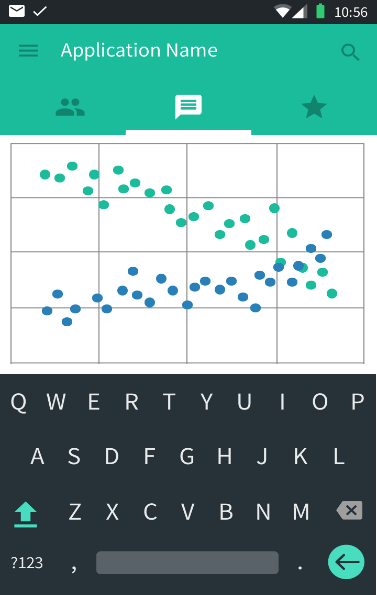 10:56
Application Name
Q W E R T Y U I O P
A S D F G H J K L
Z X C V B N M
?123 , .